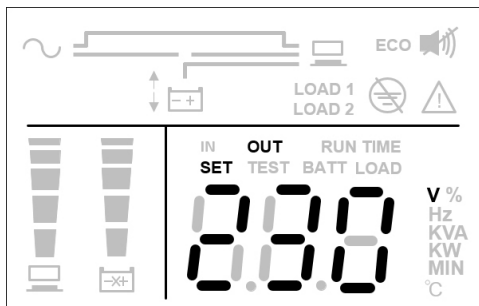 ECO
LOAD 1
LOAD 2
IN OUT RUN TIME
SET TEST BATT LOAD
230
V %
Hz
KVA
KW
MIN
°C